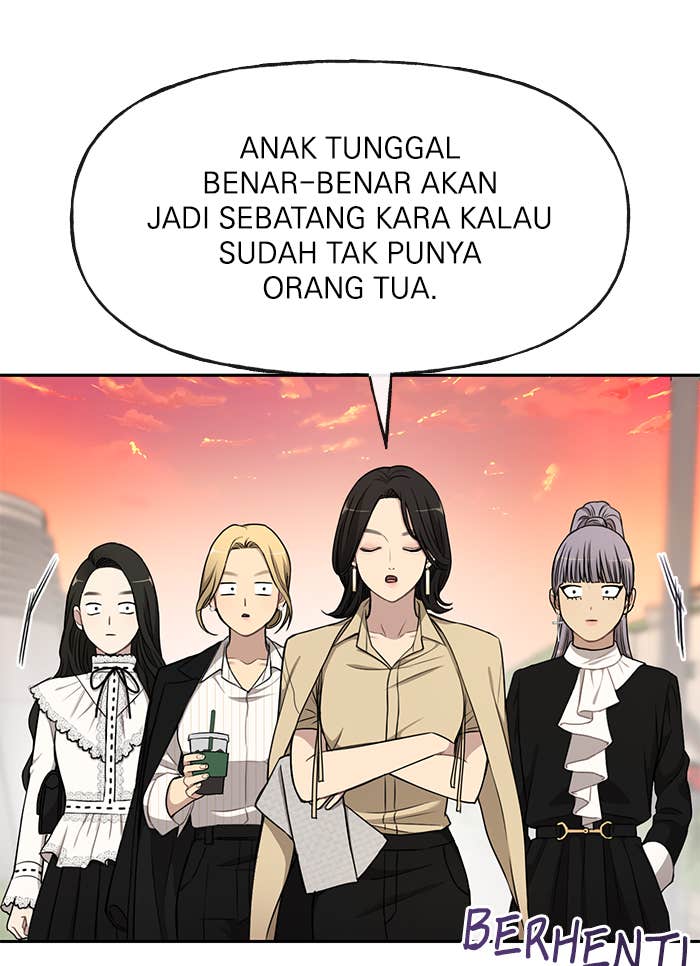 ANAK TUNGGAL
BENAR-BENAR AKAN
JADI SEBATANG KARA KALAU
SUDAH TAK PUNYA
ORANG TUA.
BERHENTI